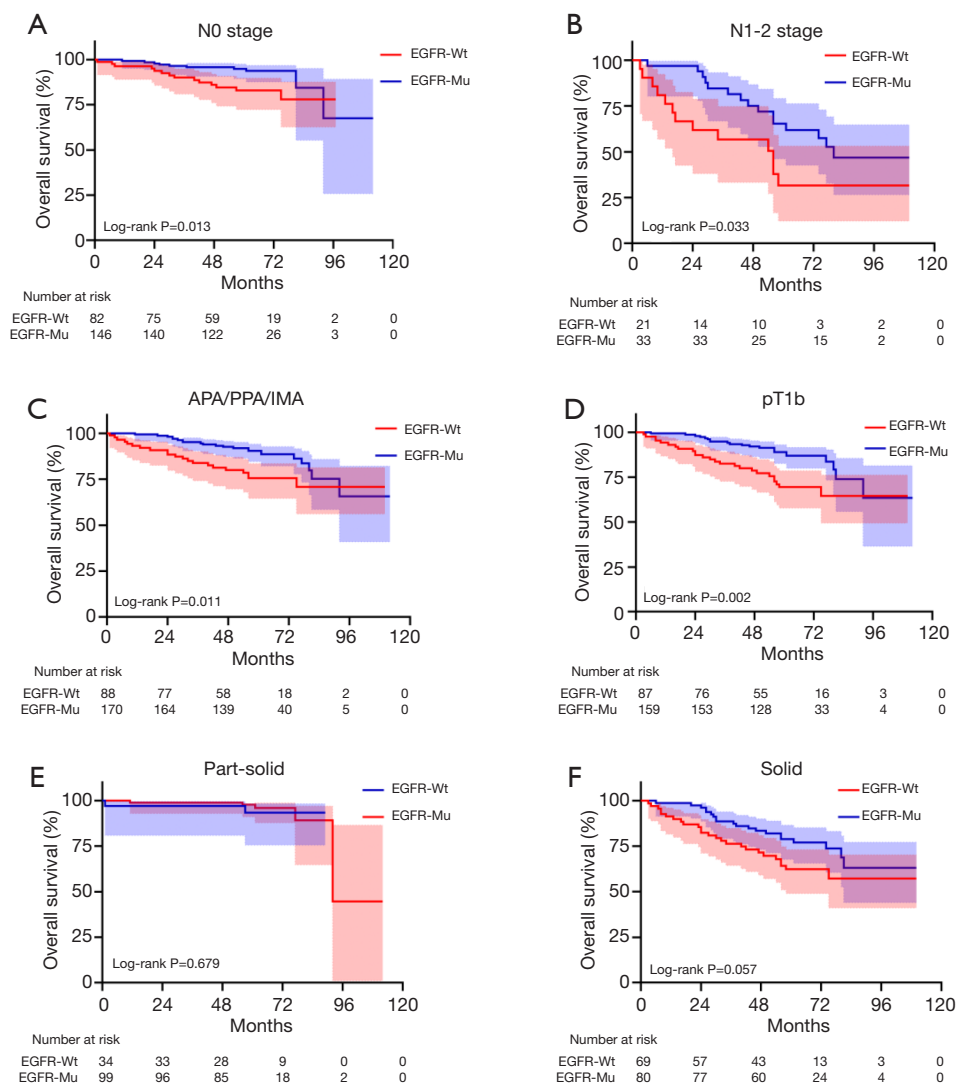 A
N0 stage
EGFR-Wt
EGFR-Mu
Overall survival (%)
100
75
50
25
0
Log-rank P=0.013
0 24 48 72 96 120
Months
Number at risk
EGFR-Wt 82 75 59 19 2 0
EGFR-Mu 146 140 122 26 3 0
B
N1-2 stage
EGFR-Wt
EGFR-Mu
Overall survival (%)
100
75
50
25
0
Log-rank P=0.033
0 24 48 72 96 120
Months
Number at risk
EGFR-Wt 21 14 10 3 2 0
EGFR-Mu 33 33 25 15 2 0
C
APA/PPA/IMA
EGFR-Wt
EGFR-Mu
Overall survival (%)
100
75
50
25
0
Log-rank P=0.011
0 24 48 72 96 120
Months
Number at risk
EGFR-Wt 88 77 58 18 2 0
EGFR-Mu 170 164 139 40 5 0
D
pT1b
EGFR-Wt
EGFR-Mu
Overall survival (%)
100
75
50
25
0
Log-rank P=0.002
0 24 48 72 96 120
Months
Number at risk
EGFR-Wt 87 76 55 16 3 0
EGFR-Mu 159 153 128 33 4 0
E
Part-solid
EGFR-Wt
EGFR-Mu
Overall survival (%)
100
75
50
25
0
Log-rank P=0.679
0 24 48 72 96 120
Months
Number at risk
EGFR-Wt 34 33 28 9 0 0
EGFR-Mu 99 96 85 18 2 0
F
Solid
EGFR-Wt
EGFR-Mu
Overall survival (%)
100
75
50
25
0
Log-rank P=0.057
0 24 48 72 96 120
Months
Number at risk
EGFR-Wt 69 57 43 13 3 0
EGFR-Mu 80 77 60 24 4 0